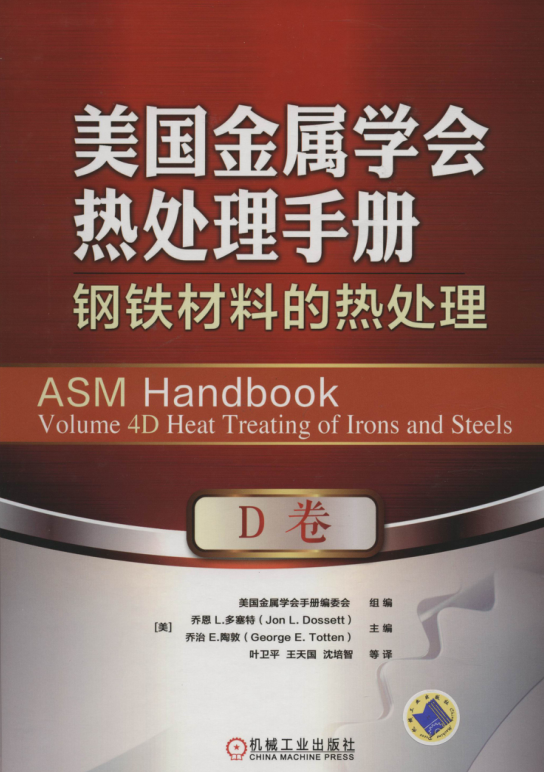 美国金属学会
热处理手册
钢铁材料的热处理
ASM Handbook
Volume 4D Heat Treating of Irons and Steels
D 卷
美国金属学会手册编委会 组编
[美] 乔恩 L.多塞特（Jon L. Dossett）
乔治 E.陶敦（George E. Totten） 主编
叶卫平 王天国 沈培智 等译
机械工业出版社
CHINA MACHINE PRESS